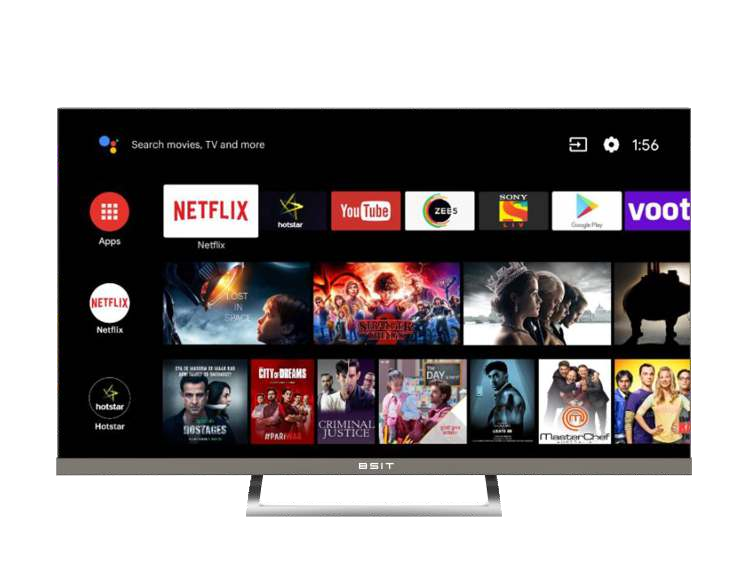 Search movies, TV and more
1:56
NETFLIX
hotstar
YouTube
ZEE5
SONY
LIV
Google Play
voot
Apps
Netflix
LOST
IN
SPACE
STRANGER
THINGS
NETFLIX
Netflix
HOSTAGES
CITY OF DREAMS
CRIMINAL
JUSTICE
The
DAY
MasterChef
AUSTRALIA
hotstar
Hotstar
BSIT